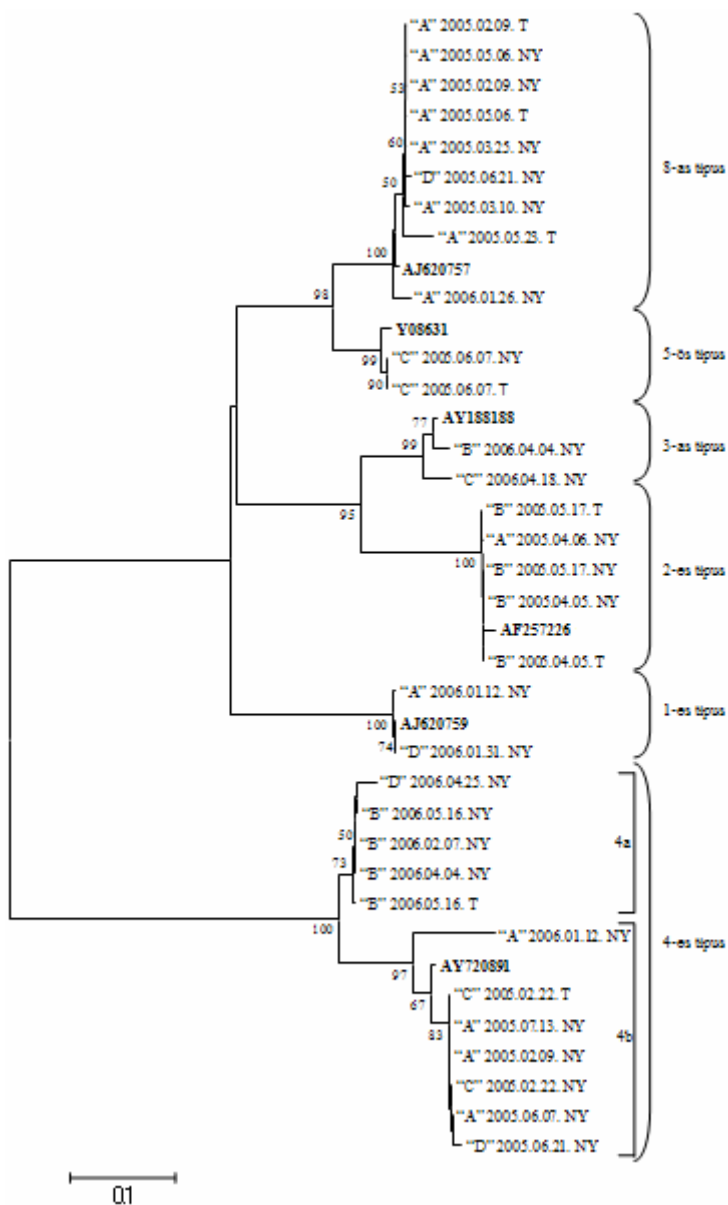 “A” 2005.02.09. T
“A” 2005.05.06. NY
“A” 2005.02.09. NY
53
“A” 2005.05.06. T
60
“A” 2005.03.25. NY
8-as típus
“D” 2005.06.21. NY
50
“A” 2005.03.10. NY
“A” 2005.05.23. T
100
AJ620757
98
“A” 2006.01.26. NY
Y08631
99
“C” 2005.06.07. NY
5-ös típus
90
“C” 2005.06.07. T
AY188188
77
99
“B” 2006.04.04. NY
3-as típus
“C” 2006.04.18. NY
95
“B” 2005.05.17. T
“A” 2005.04.06. NY
100
“B” 2005.05.17. NY
2-es típus
“B” 2005.04.05. NY
AF257226
“B” 2005.04.05. T
“A” 2006.01.12. NY
100
AJ620759
1-es típus
74
“D” 2006.01.31. NY
“D” 2006.04.25. NY
“B” 2006.05.16. NY
50
“B” 2006.02.07. NY
4a
73
“B” 2006.04.04. NY
“B” 2006.05.16. T
100
“A” 2006.01.12. NY
4-es típus
97
AY720891
67
“C” 2005.02.22. T
83
“A” 2005.07.13. NY
4b
“A” 2005.02.09. NY
“C” 2005.02.22. NY
“A” 2005.06.07. NY
“D” 2005.06.21. NY
0.1